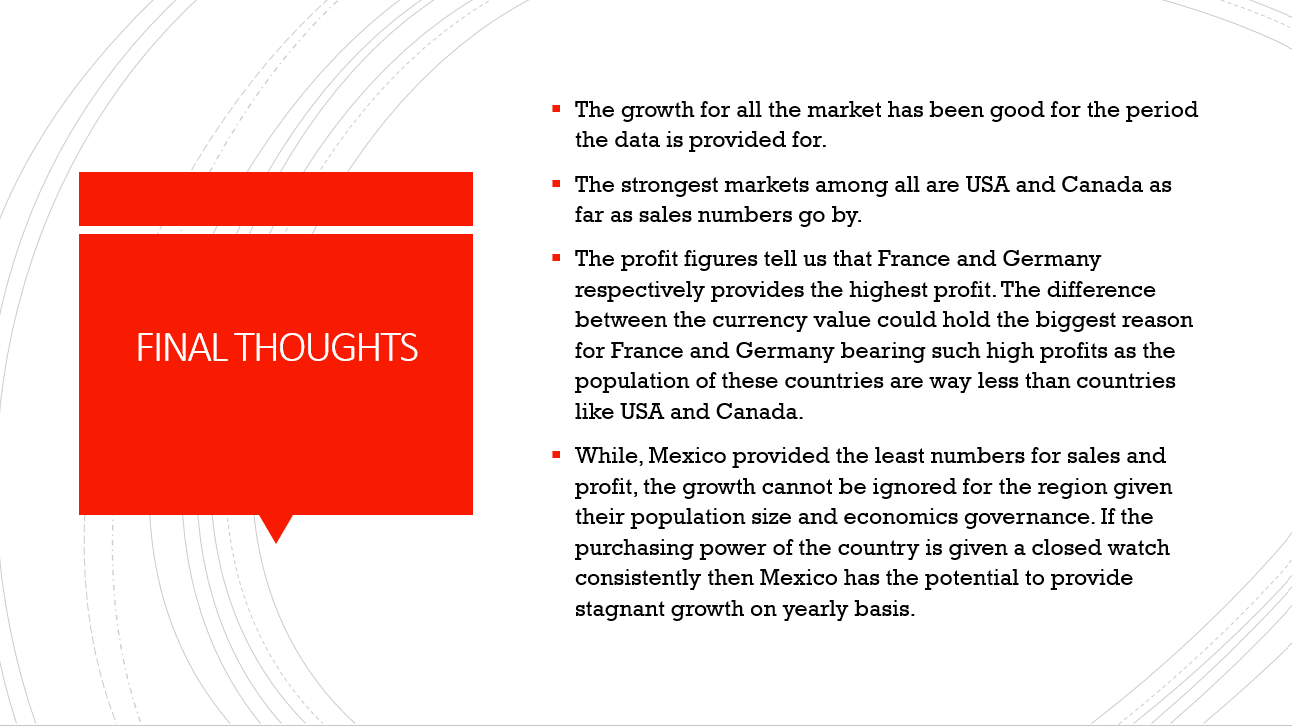 FINAL THOUGHTS
The growth for all the market has been good for the period
the data is provided for.
The strongest markets among all are USA and Canada as
far as sales numbers go by.
The profit figures tell us that France and Germany
respectively provides the highest profit. The difference
between the currency value could hold the biggest reason
for France and Germany bearing such high profits as the
population of these countries are way less than countries
like USA and Canada.
While, Mexico provided the least numbers for sales and
profit, the growth cannot be ignored for the region given
their population size and economics governance. If the
purchasing power of the country is given a closed watch
consistently then Mexico has the potential to provide
stagnant growth on yearly basis.